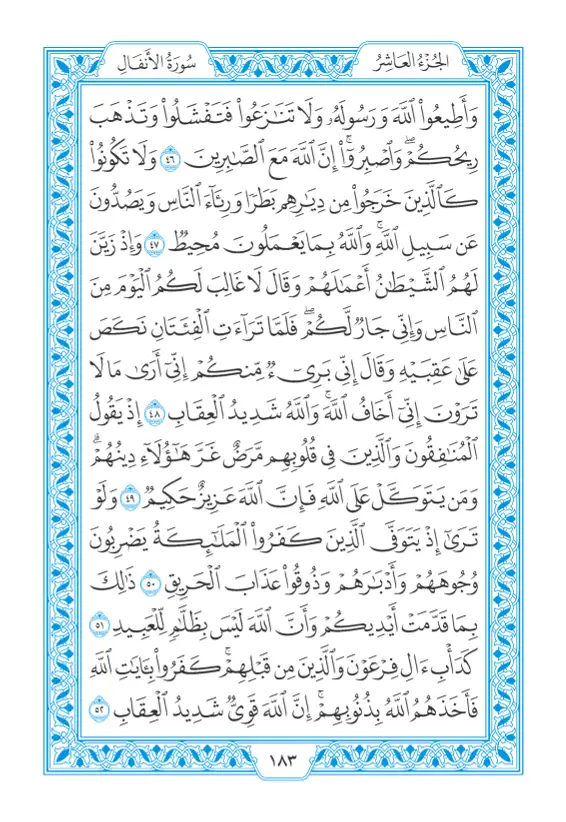 الجُزْءُ العَاشِرُ
سُورَةُ الأَنفَالِ
وَأَطِيعُوا۟ ٱللَّهَ وَرَسُولَهُۥ وَلَا تَنَـٰزَعُوا۟ فَتَفْشَلُوا۟ وَتَذْهَبَ
رِيحُكُمْ ۖ وَٱصْبِرُوٓا۟ ۚ إِنَّ ٱللَّهَ مَعَ ٱلصَّـٰبِرِينَ ٤٦ وَلَا تَكُونُوا۟
كَٱلَّذِينَ خَرَجُوا۟ مِن دِيَـٰرِهِم بَطَرًا وَرِئَآءَ ٱلنَّاسِ وَيَصُدُّونَ
عَن سَبِيلِ ٱللَّهِ ۚ وَٱللَّهُ بِمَا يَعْمَلُونَ مُحِيطٌ ٤٧ وَإِذْ زَيَّنَ
لَهُمُ ٱلشَّيْطَـٰنُ أَعْمَـٰلَهُمْ وَقَالَ لَا غَالِبَ لَكُمُ ٱلْيَوْمَ مِنَ
ٱلنَّاسِ وَإِنِّى جَارٌ لَّكُمْ ۖ فَلَمَّا تَرَآءَتِ ٱلْفِئَتَانِ نَكَصَ
عَلَىٰ عَقِبَيْهِ وَقَالَ إِنِّى بَرِىٓءٌ مِّنكُمْ إِنِّىٓ أَرَىٰ مَا لَا
تَرَوْنَ إِنِّىٓ أَخَافُ ٱللَّهَ ۚ وَٱللَّهُ شَدِيدُ ٱلْعِقَابِ ٤٨ إِذْ يَقُولُ
ٱلْمُنَـٰفِقُونَ وَٱلَّذِينَ فِى قُلُوبِهِم مَّرَضٌ غَرَّ هَـٰٓؤُلَآءِ دِينُهُمْ ۗ
وَمَن يَتَوَكَّلْ عَلَى ٱللَّهِ فَإِنَّ ٱللَّهَ عَزِيزٌ حَكِيمٌ ٤٩ وَلَوْ
تَرَىٰٓ إِذْ يَتَوَفَّى ٱلَّذِينَ كَفَرُوا۟ ٱلْمَلَـٰٓئِكَةُ يَضْرِبُونَ
وُجُوهَهُمْ وَأَدْبَـٰرَهُمْ وَذُوقُوا۟ عَذَابَ ٱلْحَرِيقِ ٥٠ ذَٰلِكَ
بِمَا قَدَّمَتْ أَيْدِيكُمْ وَأَنَّ ٱللَّهَ لَيْسَ بِظَلَّـٰمٍ لِّلْعَبِيدِ ٥١
كَدَأْبِ ءَالِ فِرْعَوْنَ وَٱلَّذِينَ مِن قَبْلِهِمْ ۚ كَفَرُوا۟ بِـَٔايَـٰتِ ٱللَّهِ
فَأَخَذَهُمُ ٱللَّهُ بِذُنُوبِهِمْ ۚ إِنَّ ٱللَّهَ قَوِىٌّ شَدِيدُ ٱلْعِقَابِ ٥٢
١٨٣